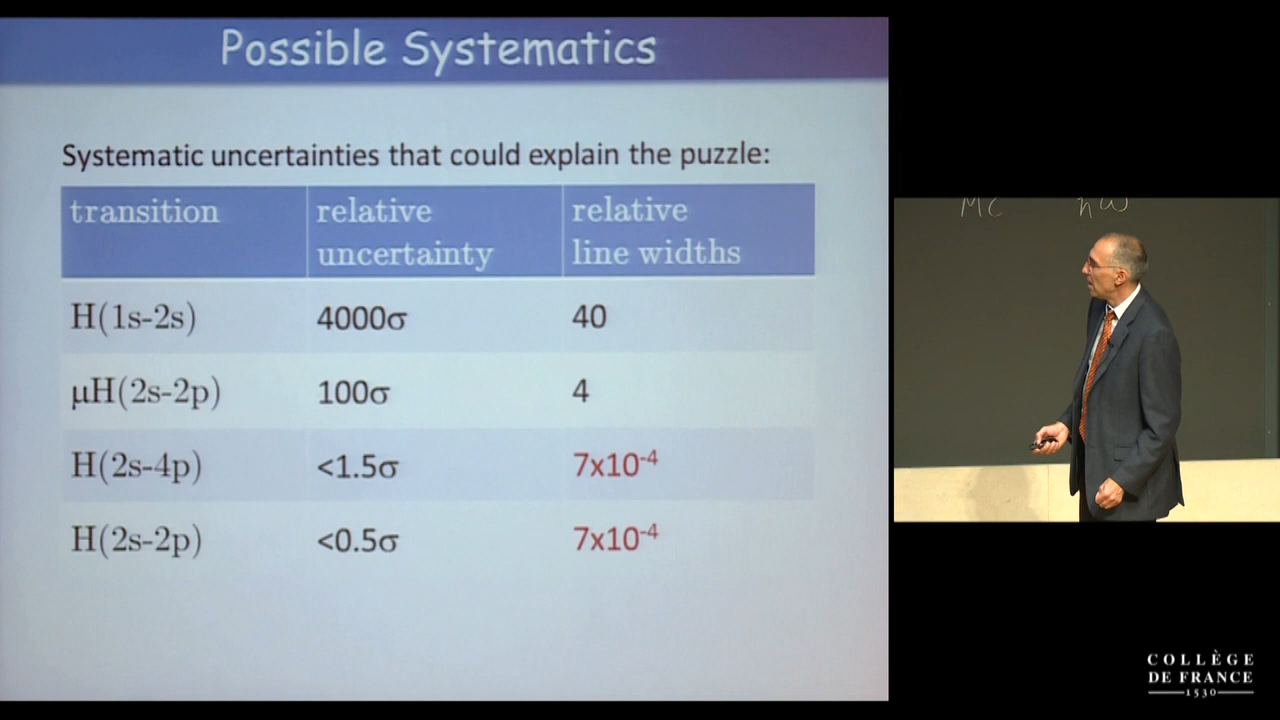 Possible Systematics
Systematic uncertainties that could explain the puzzle:
transition relative uncertainty relative line widths
H(1s-2s) 4000σ 40
μH(2s-2p) 100σ 4
H(2s-4p) <1.5σ 7x10⁻⁴
H(2s-2p) <0.5σ 7x10⁻⁴
Mc ħω
COLLÈGE
DE FRANCE
1530